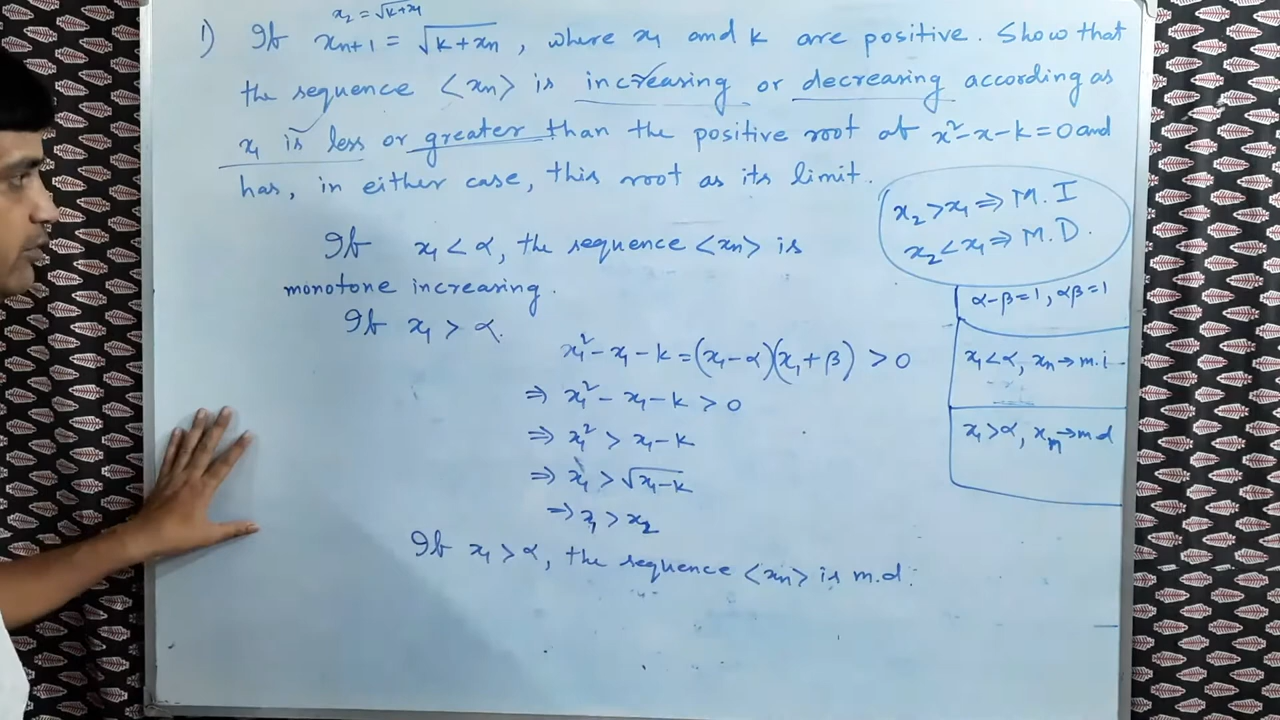 x₂ = √k+x₁
1) If xₙ₊₁ = √k+xₙ, where x₁ and k are positive. Show that
the sequence <xₙ> is increasing or decreasing according as
x₁ is less or greater than the positive root of x²-x-k=0 and
has, in either case, this root as its limit.
x₂>x₁ ⇒ M.I
x₂<x₁ ⇒ M.D.
If x₁ < α, the sequence <xₙ> is
monotone increasing.
α-β=1, αβ=1
If x₁ > α.
x₁²-x₁-k=(x₁-α)(x₁+β) > 0
x₁<α, xₙ→m.i
⇒ x₁²-x₁-k > 0
⇒ x₁² > x₁-k
x₁>α, xₙ→m.d
⇒ x₁ > √x₁-k
⇒ x₁ > x₂
If x₁ > α, the sequence <xₙ> is m.d.